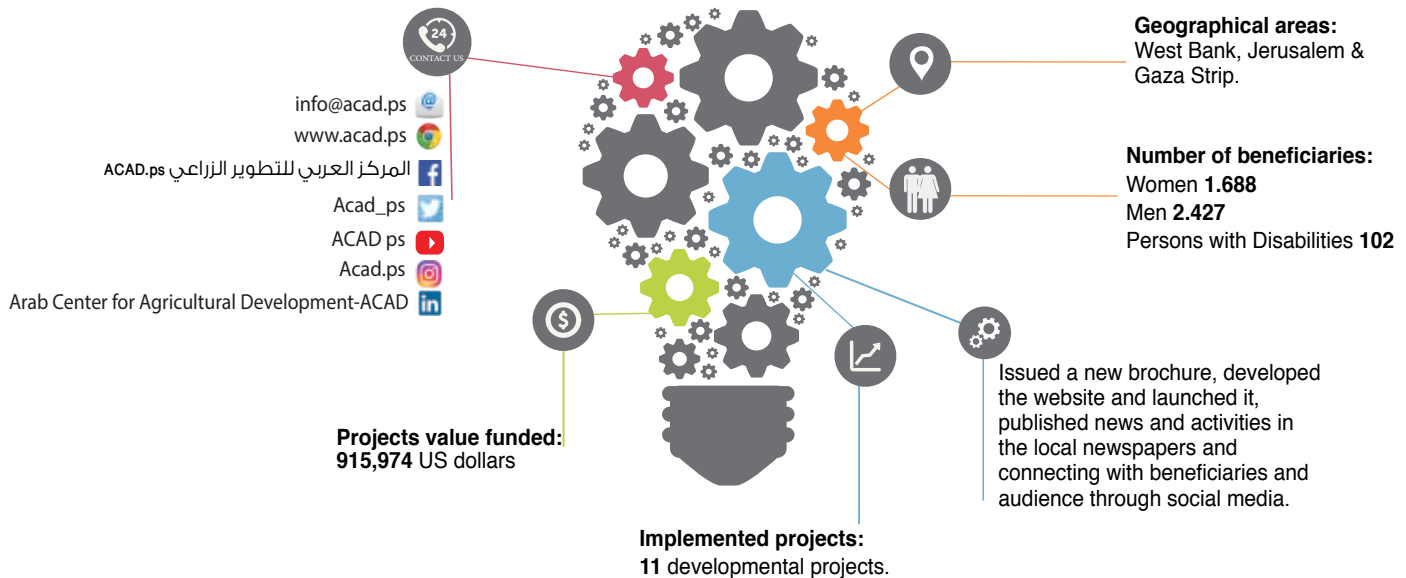 24
CONTACT US
info@acad.ps
www.acad.ps
المركز العربي للتطوير الزراعي ACAD.ps
Acad_ps
ACAD ps
Acad.ps
Arab Center for Agricultural Development-ACAD
Geographical areas:
West Bank, Jerusalem &
Gaza Strip.
Number of beneficiaries:
Women 1.688
Men 2.427
Persons with Disabilities 102
Projects value funded:
915,974 US dollars
Issued a new brochure, developed
the website and launched it,
published news and activities in
the local newspapers and
connecting with beneficiaries and
audience through social media.
Implemented projects:
11 developmental projects.